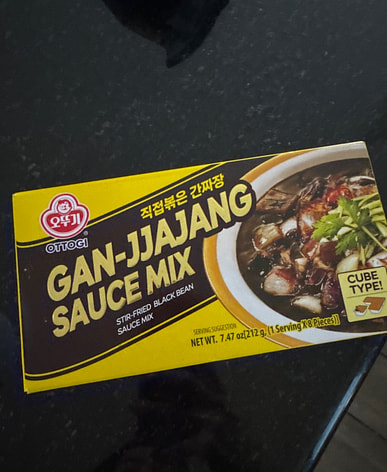 오뚜기
OTTOGI
직접볶은 간짜장
GAN-JJAJANG
SAUCE MIX
STIR-FRIED BLACK BEAN
SAUCE MIX
CUBE
TYPE!
SERVING SUGGESTION
NET WT. 7.47 oz[212 g, (1 Serving X 8 Pieces)]